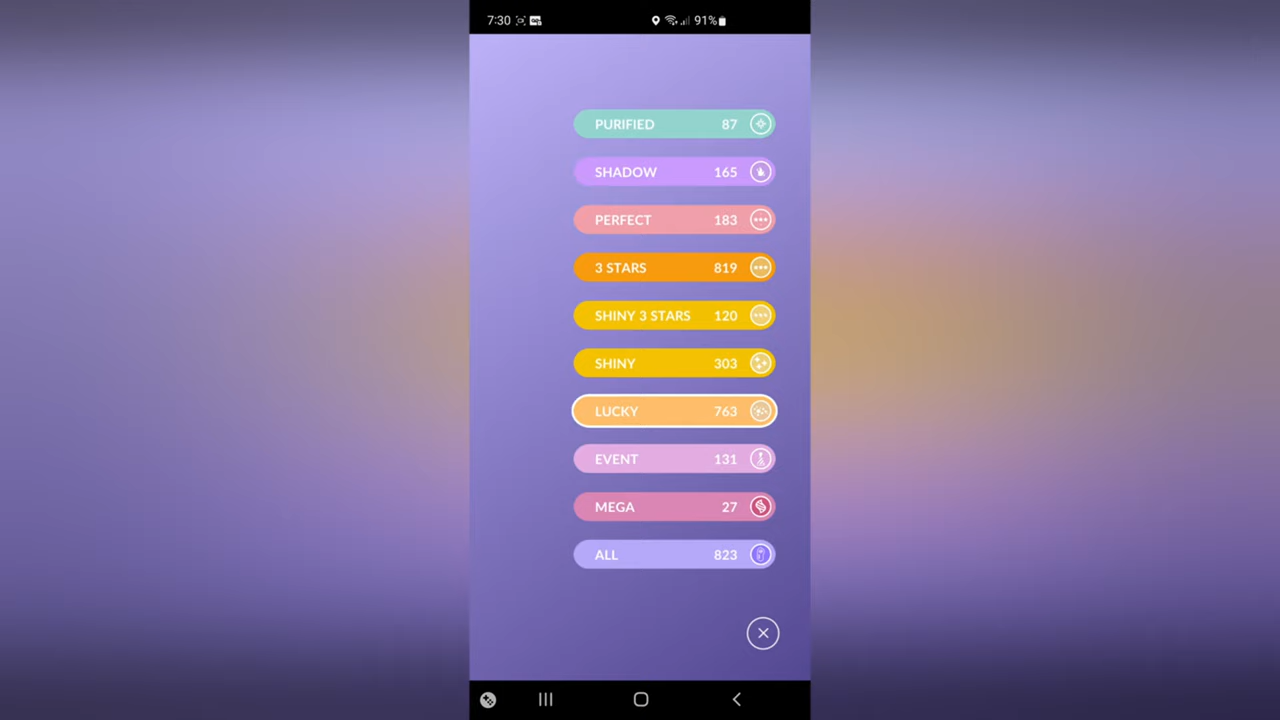 7:30 91%
PURIFIED 87
SHADOW 165
PERFECT 183
3 STARS 819
SHINY 3 STARS 120
SHINY 303
LUCKY 763
EVENT 131
MEGA 27
ALL 823